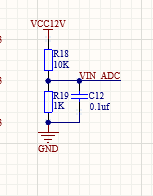 VCC12V
R18
10K
VIN_ADC
R19
1K
C12
0.1uf
GND